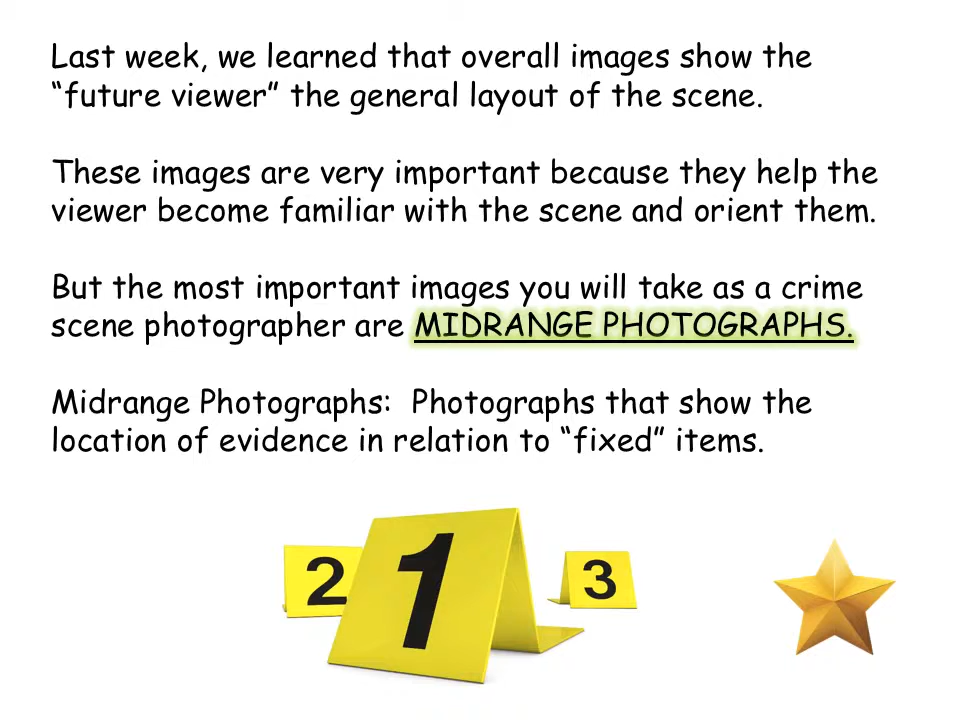 Last week, we learned that overall images show the
“future viewer” the general layout of the scene.
These images are very important because they help the
viewer become familiar with the scene and orient them.
But the most important images you will take as a crime
scene photographer are MIDRANGE PHOTOGRAPHS.
Midrange Photographs:  Photographs that show the
location of evidence in relation to “fixed” items.
2 1 3